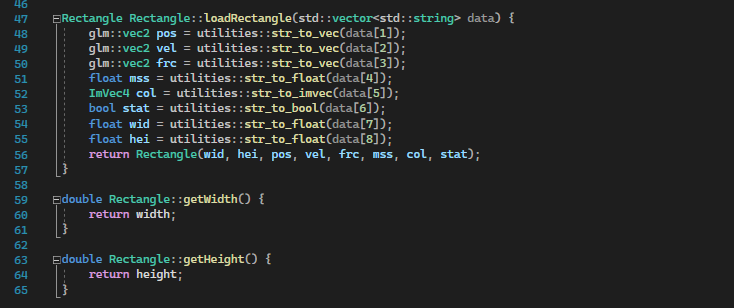 46
47 Rectangle Rectangle::loadRectangle(std::vector<std::string> data) {
48 glm::vec2 pos = utilities::str_to_vec(data[1]);
49 glm::vec2 vel = utilities::str_to_vec(data[2]);
50 glm::vec2 frc = utilities::str_to_vec(data[3]);
51 float mss = utilities::str_to_float(data[4]);
52 ImVec4 col = utilities::str_to_imvec(data[5]);
53 bool stat = utilities::str_to_bool(data[6]);
54 float wid = utilities::str_to_float(data[7]);
55 float hei = utilities::str_to_float(data[8]);
56 return Rectangle(wid, hei, pos, vel, frc, mss, col, stat);
57 }
58
59 double Rectangle::getWidth() {
60 return width;
61 }
62
63 double Rectangle::getHeight() {
64 return height;
65 }